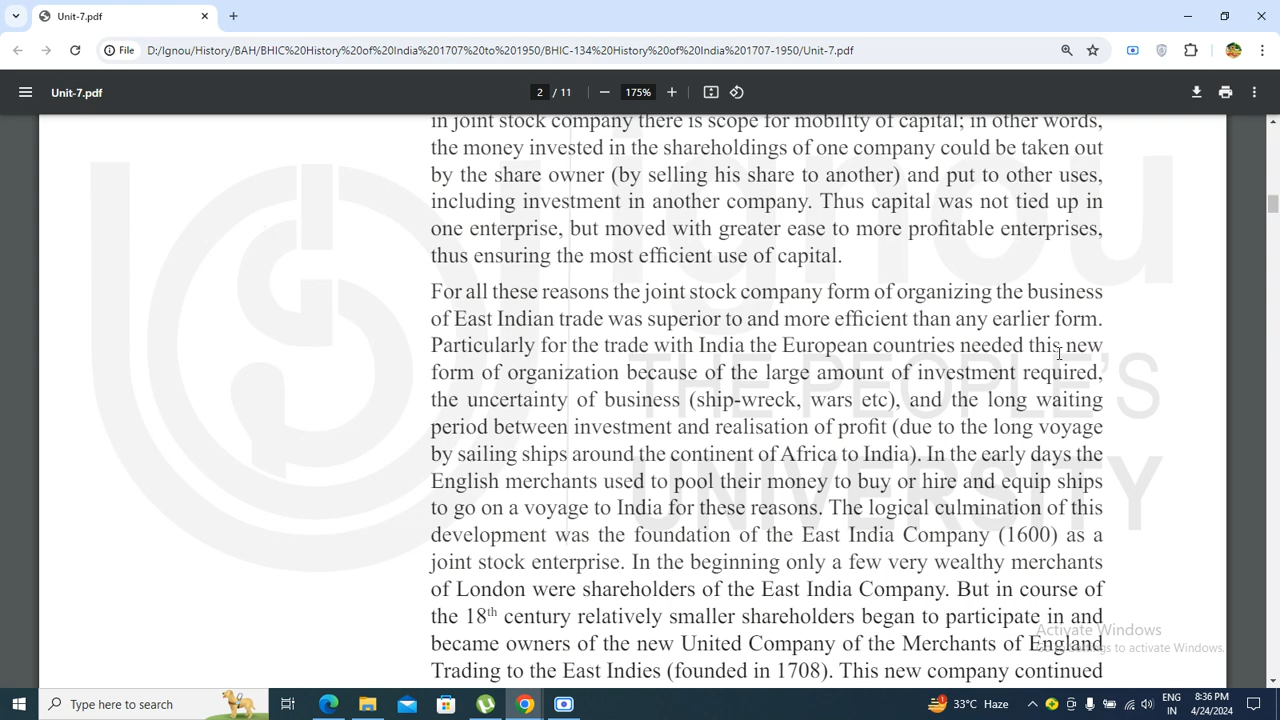 Unit-7.pdf
File
D:/Ignou/History/BAH/BHIC%20History%20of%20India%201707%20to%201950/BHIC-134%20History%20of%20India%201707-1950/Unit-7.pdf
Unit-7.pdf
2 / 11
175%
in joint stock company there is scope for mobility of capital; in other words,
the money invested in the shareholdings of one company could be taken out
by the share owner (by selling his share to another) and put to other uses,
including investment in another company. Thus capital was not tied up in
one enterprise, but moved with greater ease to more profitable enterprises,
thus ensuring the most efficient use of capital.
For all these reasons the joint stock company form of organizing the business
of East Indian trade was superior to and more efficient than any earlier form.
Particularly for the trade with India the European countries needed this new
form of organization because of the large amount of investment required,
the uncertainty of business (ship-wreck, wars etc), and the long waiting
period between investment and realisation of profit (due to the long voyage
by sailing ships around the continent of Africa to India). In the early days the
English merchants used to pool their money to buy or hire and equip ships
to go on a voyage to India for these reasons. The logical culmination of this
development was the foundation of the East India Company (1600) as a
joint stock enterprise. In the beginning only a few very wealthy merchants
of London were shareholders of the East India Company. But in course of
the 18th century relatively smaller shareholders began to participate in and
became owners of the new United Company of the Merchants of England
Trading to the East Indies (founded in 1708). This new company continued
ignou
THE PEOPLE'S
UNIVERSITY
Activate Windows
Go to Settings to activate Windows.
Type here to search
33°C Haze
ENG
IN
8:36 PM
4/24/2024